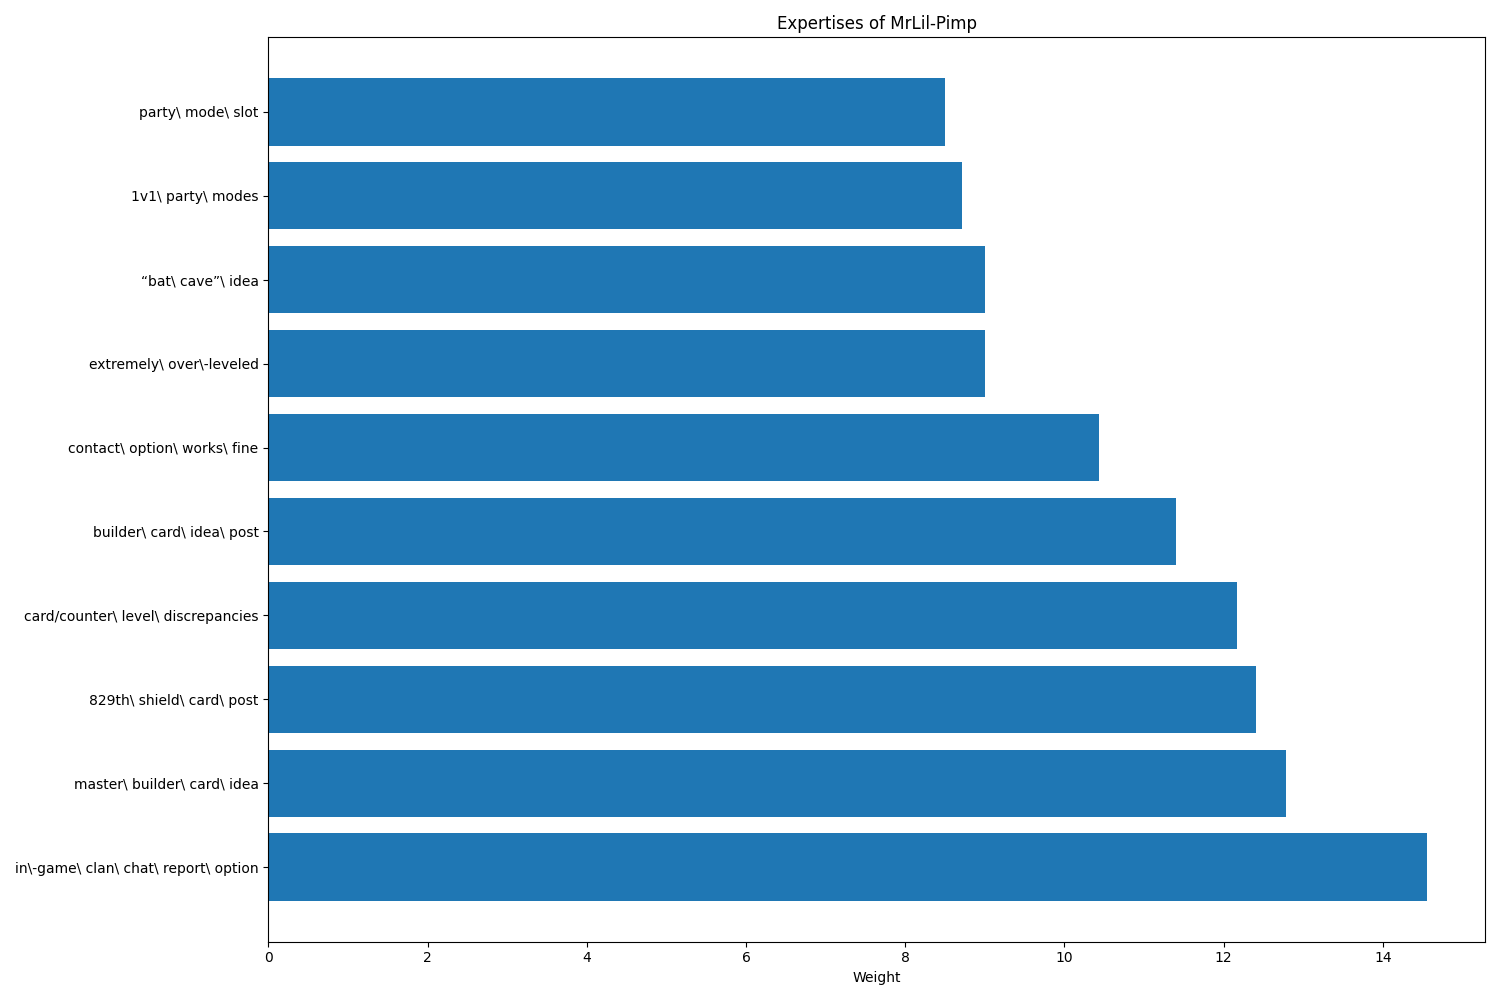 Expertises of MrLil-Pimp
party\ mode\ slot
1v1\ party\ modes
“bat\ cave”\ idea
extremely\ over\-leveled
contact\ option\ works\ fine
builder\ card\ idea\ post
card/counter\ level\ discrepancies
829th\ shield\ card\ post
master\ builder\ card\ idea
in\-game\ clan\ chat\ report\ option
0 2 4 6 8 10 12 14
Weight